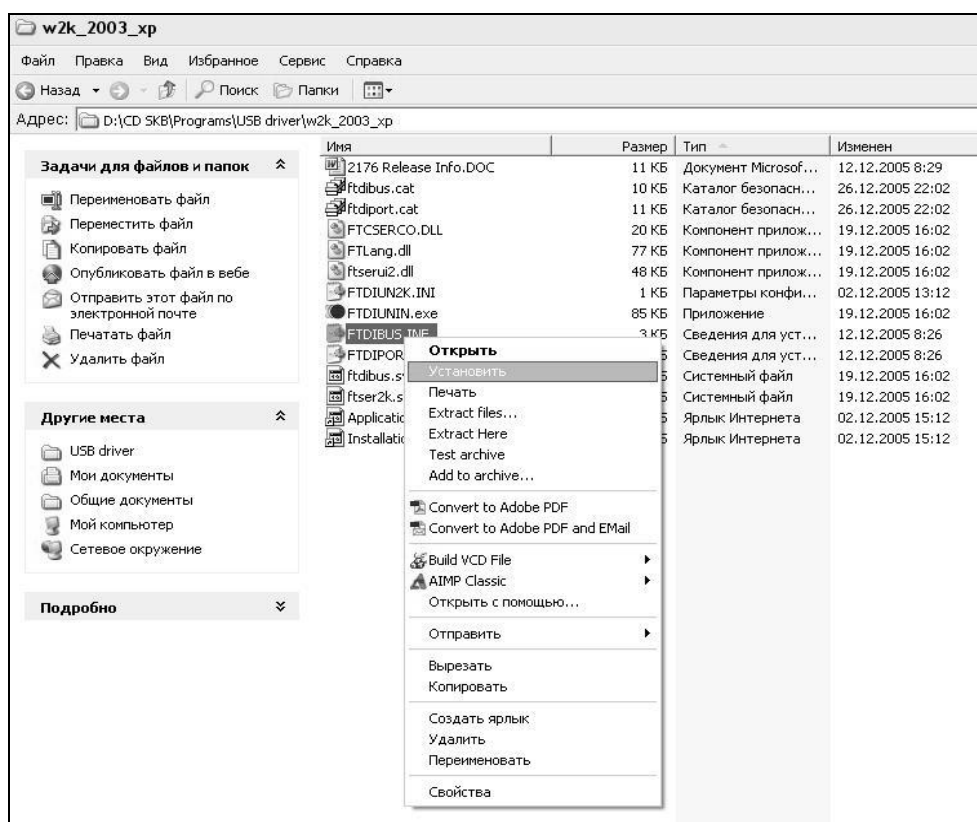 w2k_2003_xp
Файл Правка Вид Избранное Сервис Справка
Назад Поиск Папки
Адрес: D:\CD SKB\Programs\USB driver\w2k_2003_xp
Задачи для файлов и папок
Переименовать файл
Переместить файл
Копировать файл
Опубликовать файл в вебе
Отправить этот файл по
электронной почте
Печатать файл
Удалить файл
Другие места
USB driver
Мои документы
Общие документы
Мой компьютер
Сетевое окружение
Подробно
Имя Размер Тип Изменен
2176 Release Info.DOC 11 КБ Документ Microsof... 12.12.2005 8:29
ftdibus.cat 10 КБ Каталог безопасн... 26.12.2005 22:02
ftdiport.cat 11 КБ Каталог безопасн... 26.12.2005 22:02
FTCSERCO.DLL 20 КБ Компонент прилож... 19.12.2005 16:02
FTLang.dll 77 КБ Компонент прилож... 19.12.2005 16:02
ftserui2.dll 48 КБ Компонент прилож... 19.12.2005 16:02
FTDIUN2K.INI 1 КБ Параметры конфи... 02.12.2005 13:12
FTDIUNIN.exe 85 КБ Приложение 19.12.2005 16:02
FTDIBUS.INF 3 КБ Сведения для уст... 12.12.2005 8:26
FTDIPOR Б Сведения для уст... 12.12.2005 8:26
ftdibus.s Б Системный файл 19.12.2005 16:02
ftser2k.s Б Системный файл 19.12.2005 16:02
Applicatio Б Ярлык Интернета 02.12.2005 15:12
Installatio Б Ярлык Интернета 02.12.2005 15:12
Открыть
Установить
Печать
Extract files...
Extract Here
Test archive
Add to archive...
Convert to Adobe PDF
Convert to Adobe PDF and EMail
Build VCD File
AIMP Classic
Открыть с помощью...
Отправить
Вырезать
Копировать
Создать ярлык
Удалить
Переименовать
Свойства